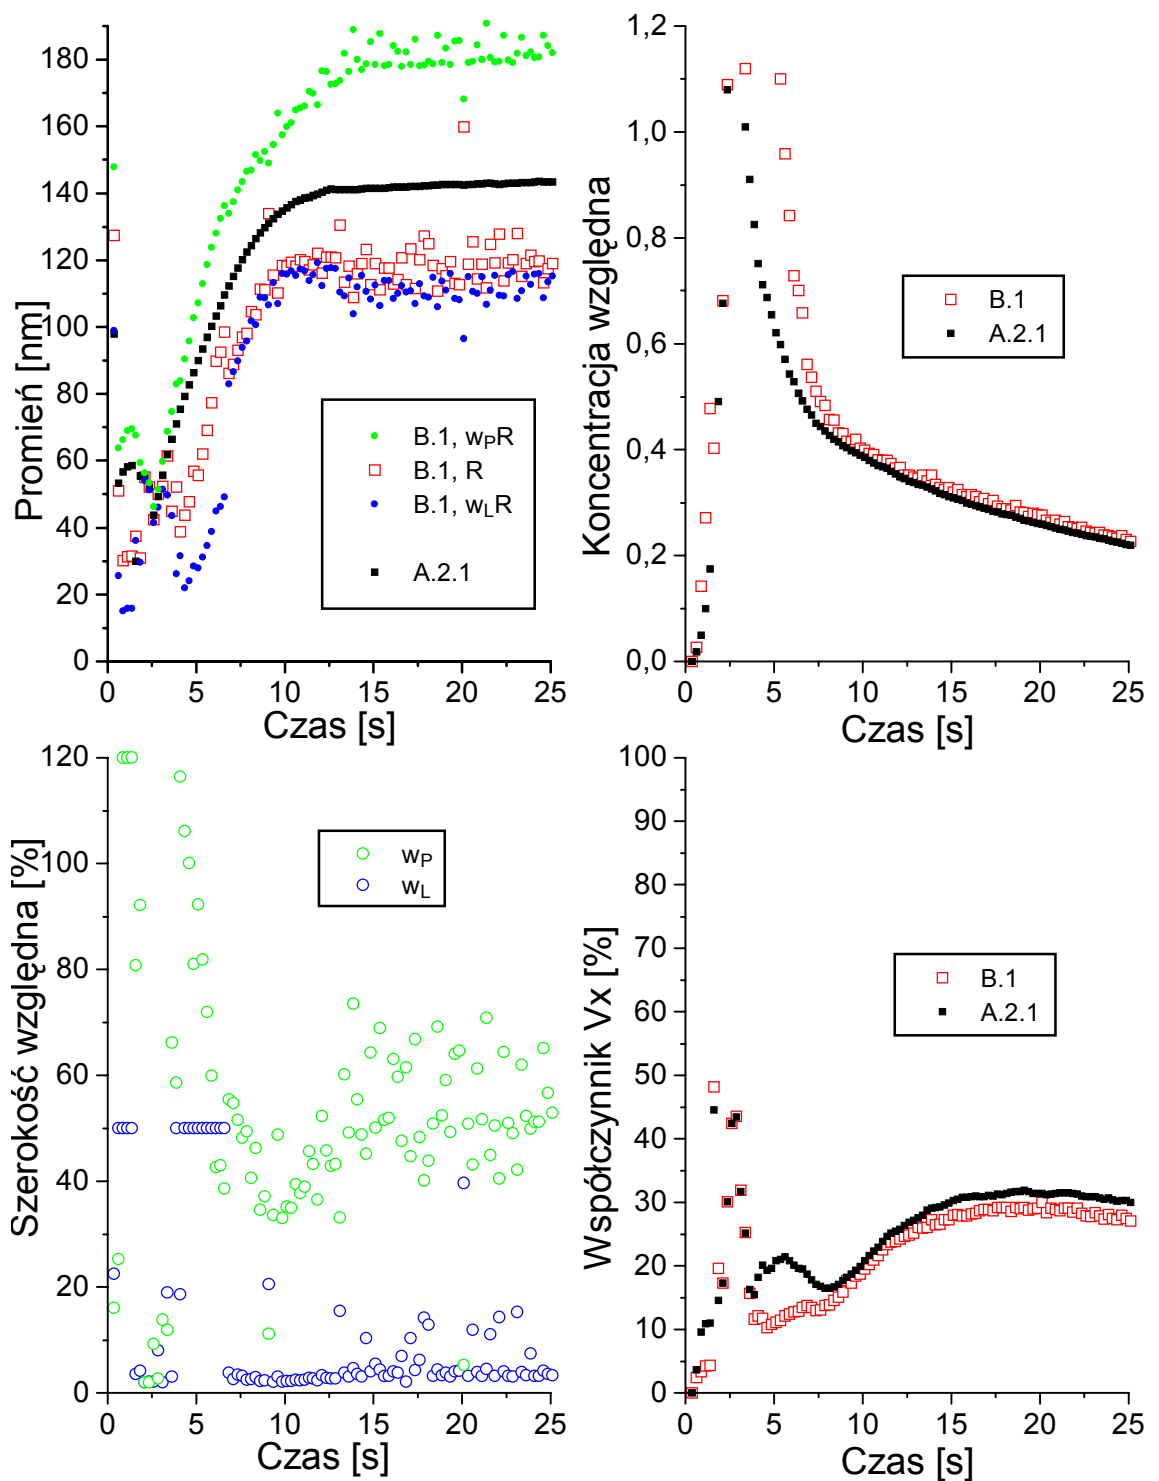 Promień [nm]
180
160
140
120
100
80
60
40
20
0
B.1, wPR
B.1, R
B.1, wLR
A.2.1
0 5 10 15 20 25
Czas [s]
Koncentracja względna
1,2
1,0
0,8
0,6
0,4
0,2
0,0
B.1
A.2.1
0 5 10 15 20 25
Czas [s]
Szerokość względna [%]
120
100
80
60
40
20
0
wP
wL
0 5 10 15 20 25
Czas [s]
Współczynnik Vx [%]
100
90
80
70
60
50
40
30
20
10
0
B.1
A.2.1
0 5 10 15 20 25
Czas [s]